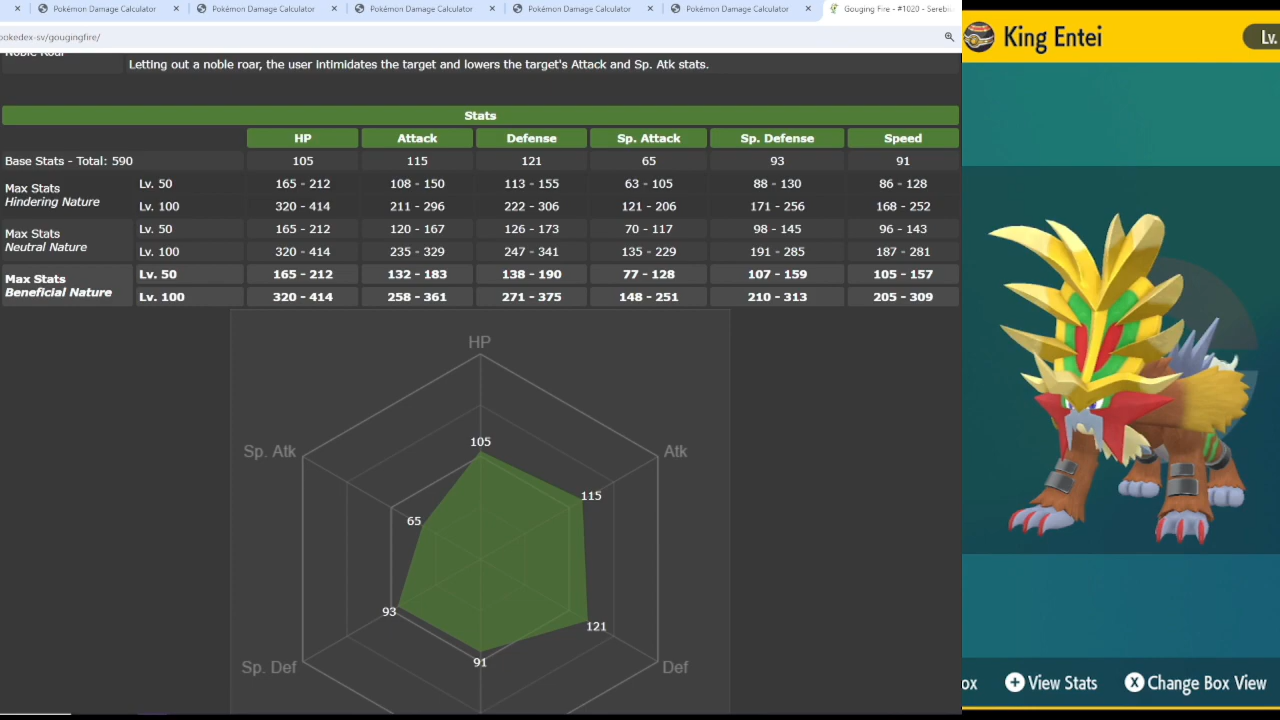 Pokémon Damage Calculator Pokémon Damage Calculator Pokémon Damage Calculator Pokémon Damage Calculator Pokémon Damage Calculator Gouging Fire - #1020 - Serebii
pokedex-sv/gougingfire/
Noble Roar
Letting out a noble roar, the user intimidates the target and lowers the target's Attack and Sp. Atk stats.
Stats
HP Attack Defense Sp. Attack Sp. Defense Speed
Base Stats - Total: 590 105 115 121 65 93 91
Max Stats
Hindering Nature
Lv. 50 165 - 212 108 - 150 113 - 155 63 - 105 88 - 130 86 - 128
Lv. 100 320 - 414 211 - 296 222 - 306 121 - 206 171 - 256 168 - 252
Max Stats
Neutral Nature
Lv. 50 165 - 212 120 - 167 126 - 173 70 - 117 98 - 145 96 - 143
Lv. 100 320 - 414 235 - 329 247 - 341 135 - 229 191 - 285 187 - 281
Max Stats
Beneficial Nature
Lv. 50 165 - 212 132 - 183 138 - 190 77 - 128 107 - 159 105 - 157
Lv. 100 320 - 414 258 - 361 271 - 375 148 - 251 210 - 313 205 - 309
HP
105
Sp. Atk
Atk
115
65
93
121
91
Sp. Def
Def
King Entei
Lv.
ox
+ View Stats
X Change Box View